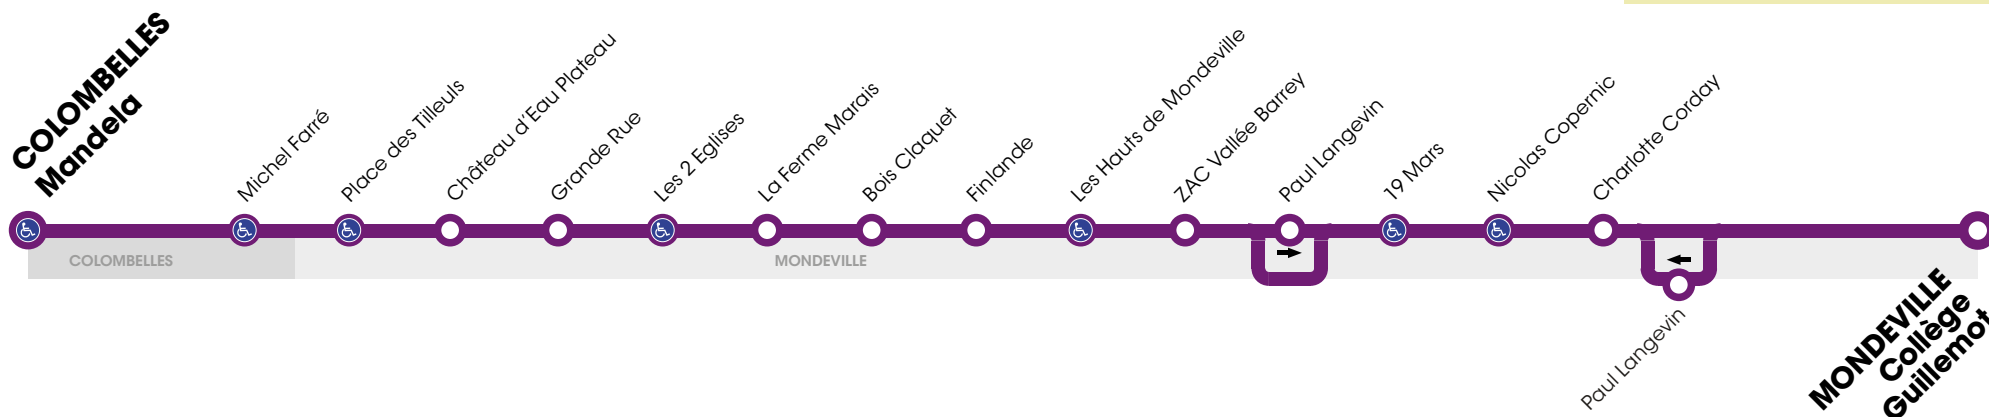 COLOMBELLES
Mandela
Michel Farré
Place des Tilleuls
Château d'Eau Plateau
Grande Rue
Les 2 Eglises
La Ferme Marais
Bois Claquet
Finlande
Les Hauts de Mondeville
ZAC Vallée Barrey
Paul Langevin
19 Mars
Nicolas Copernic
Charlotte Corday
COLOMBELLES
MONDEVILLE
Paul Langevin
MONDEVILLE
Collège
Guillemot